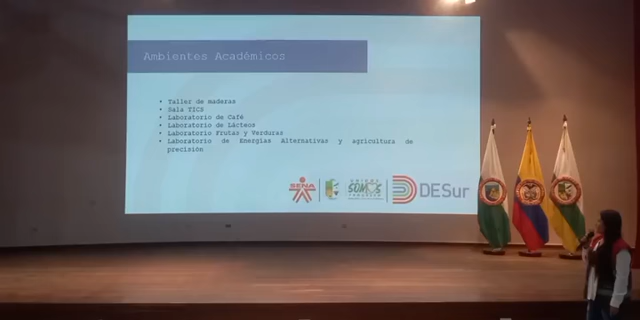 Ambientes Académicos
• Taller de maderas
• Sala TICS
• Laboratorio de Café
• Laboratorio de Lácteos
• Laboratorio Frutas y Verduras
• Laboratorio de Energías Alternativas y agricultura de
precisión
SENA
SOMOS
DESur